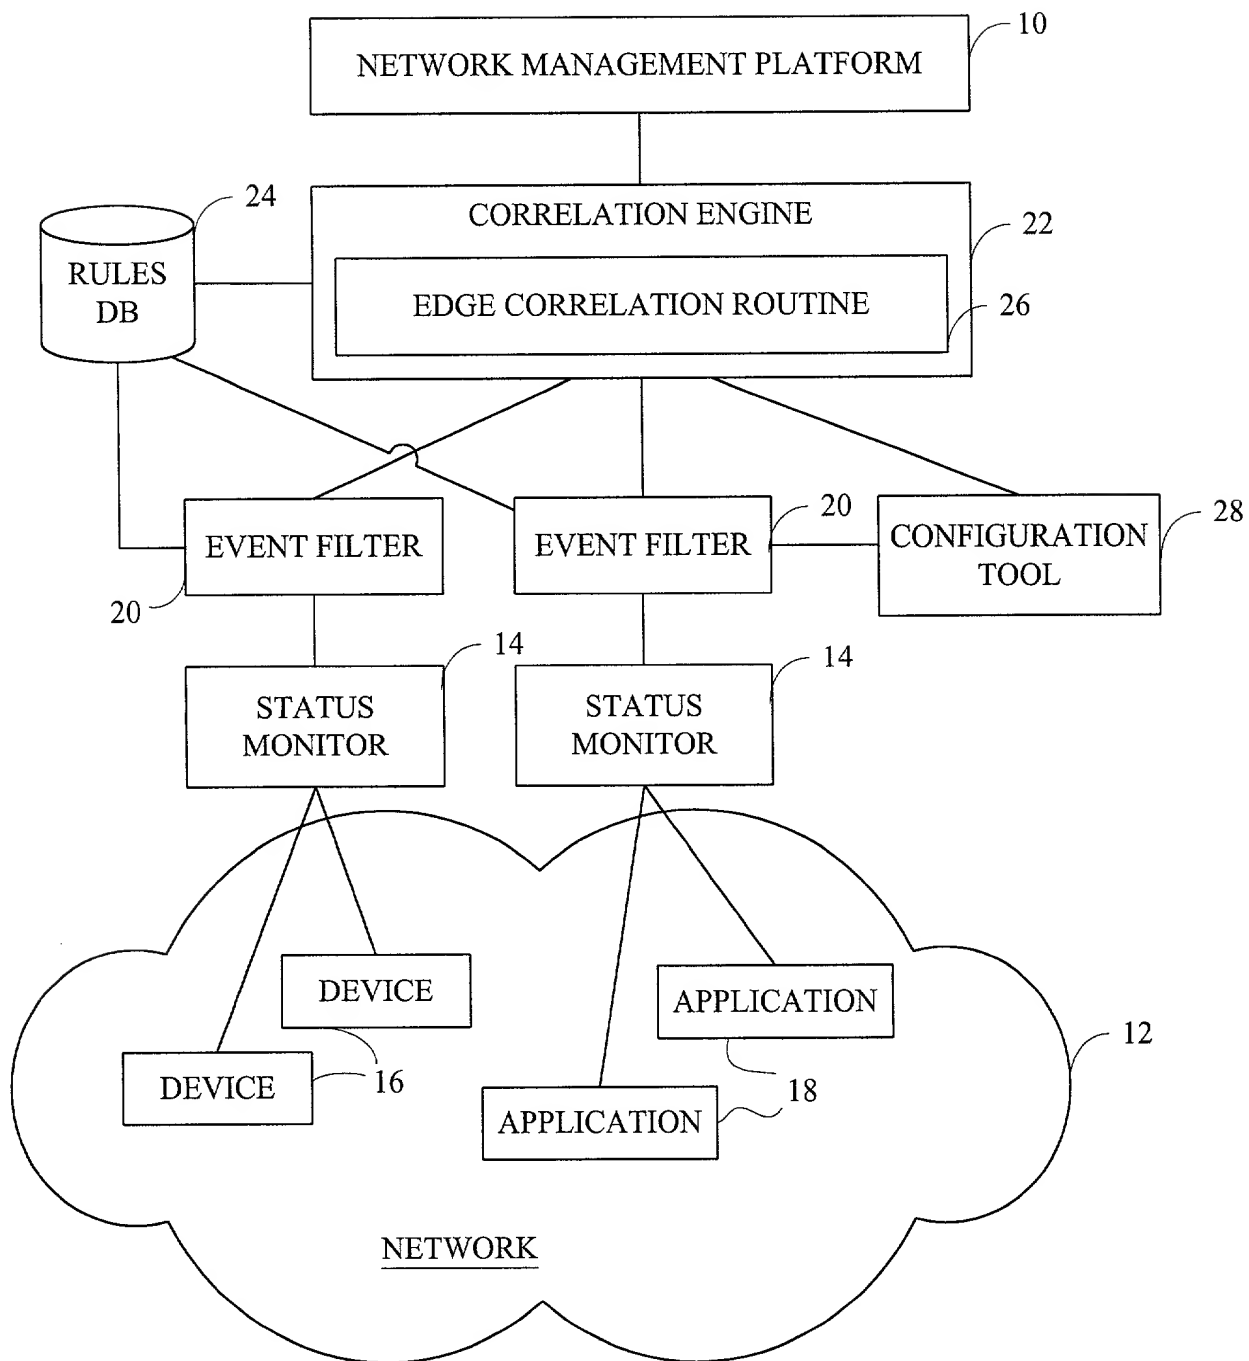 10
NETWORK MANAGEMENT PLATFORM
24
CORRELATION ENGINE
22
RULES
DB
EDGE CORRELATION ROUTINE
26
EVENT FILTER
20
EVENT FILTER
20
CONFIGURATION
TOOL
28
14
STATUS
MONITOR
14
STATUS
MONITOR
DEVICE
APPLICATION
12
DEVICE
16
APPLICATION
18
NETWORK